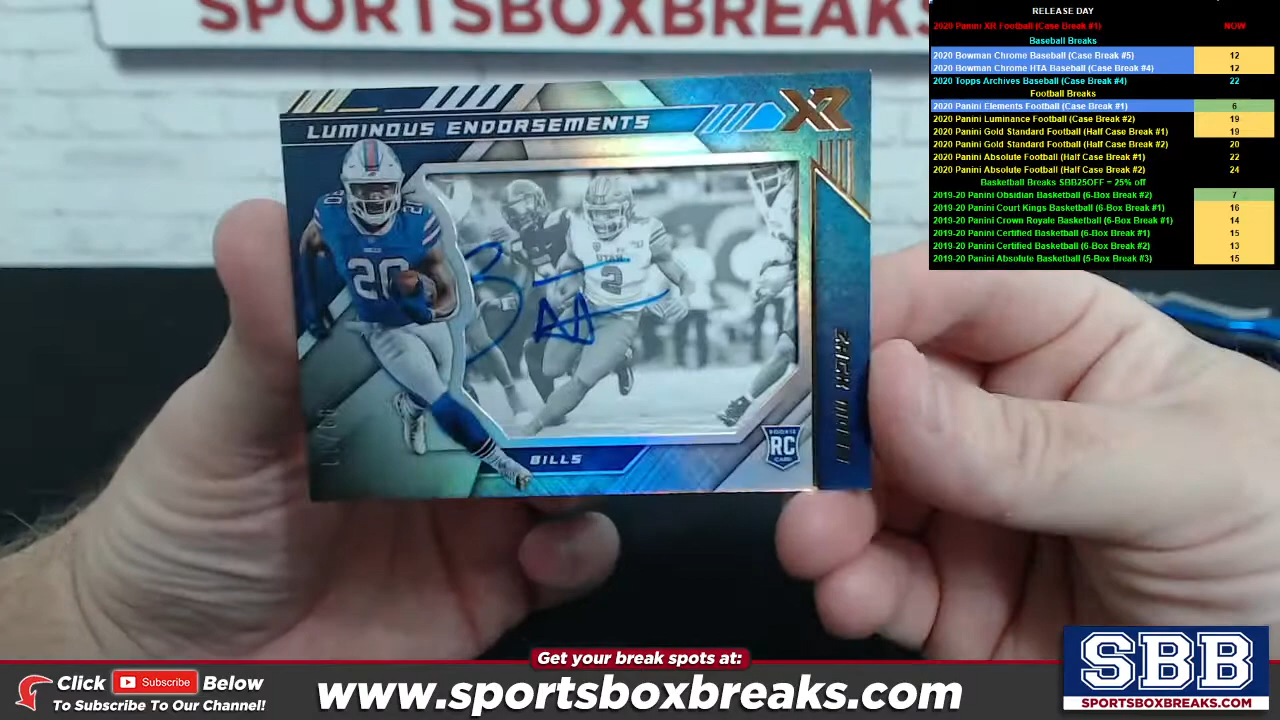 SPORTSBOXBREAKS
RELEASE DAY
2020 Panini XR Football (Case Break #1) NOW
Baseball Breaks
2020 Bowman Chrome Baseball (Case Break #5) 12
2020 Bowman Chrome HTA Baseball (Case Break #4) 12
2020 Topps Archives Baseball (Case Break #4) 22
Football Breaks
2020 Panini Elements Football (Case Break #1) 6
2020 Panini Luminance Football (Case Break #2) 19
2020 Panini Gold Standard Football (Half Case Break #1) 19
2020 Panini Gold Standard Football (Half Case Break #2) 20
2020 Panini Absolute Football (Half Case Break #1) 22
2020 Panini Absolute Football (Half Case Break #2) 24
Basketball Breaks SBB25OFF = 25% off
2019-20 Panini Obsidian Basketball (6-Box Break #2) 7
2019-20 Panini Court Kings Basketball (6-Box Break #1) 16
2019-20 Panini Crown Royale Basketball (6-Box Break #1) 14
2019-20 Panini Certified Basketball (6-Box Break #1) 15
2019-20 Panini Certified Basketball (6-Box Break #2) 13
2019-20 Panini Absolute Basketball (5-Box Break #3) 15
LUMINOUS ENDORSEMENTS
XR
20
20
20
UTAH
2
ZACK MOSS
ROOKIE
RC
CARD
BILLS
Get your break spots at:
Click Subscribe Below
To Subscribe To Our Channel!
www.sportsboxbreaks.com
SBB
SPORTSBOXBREAKS.COM